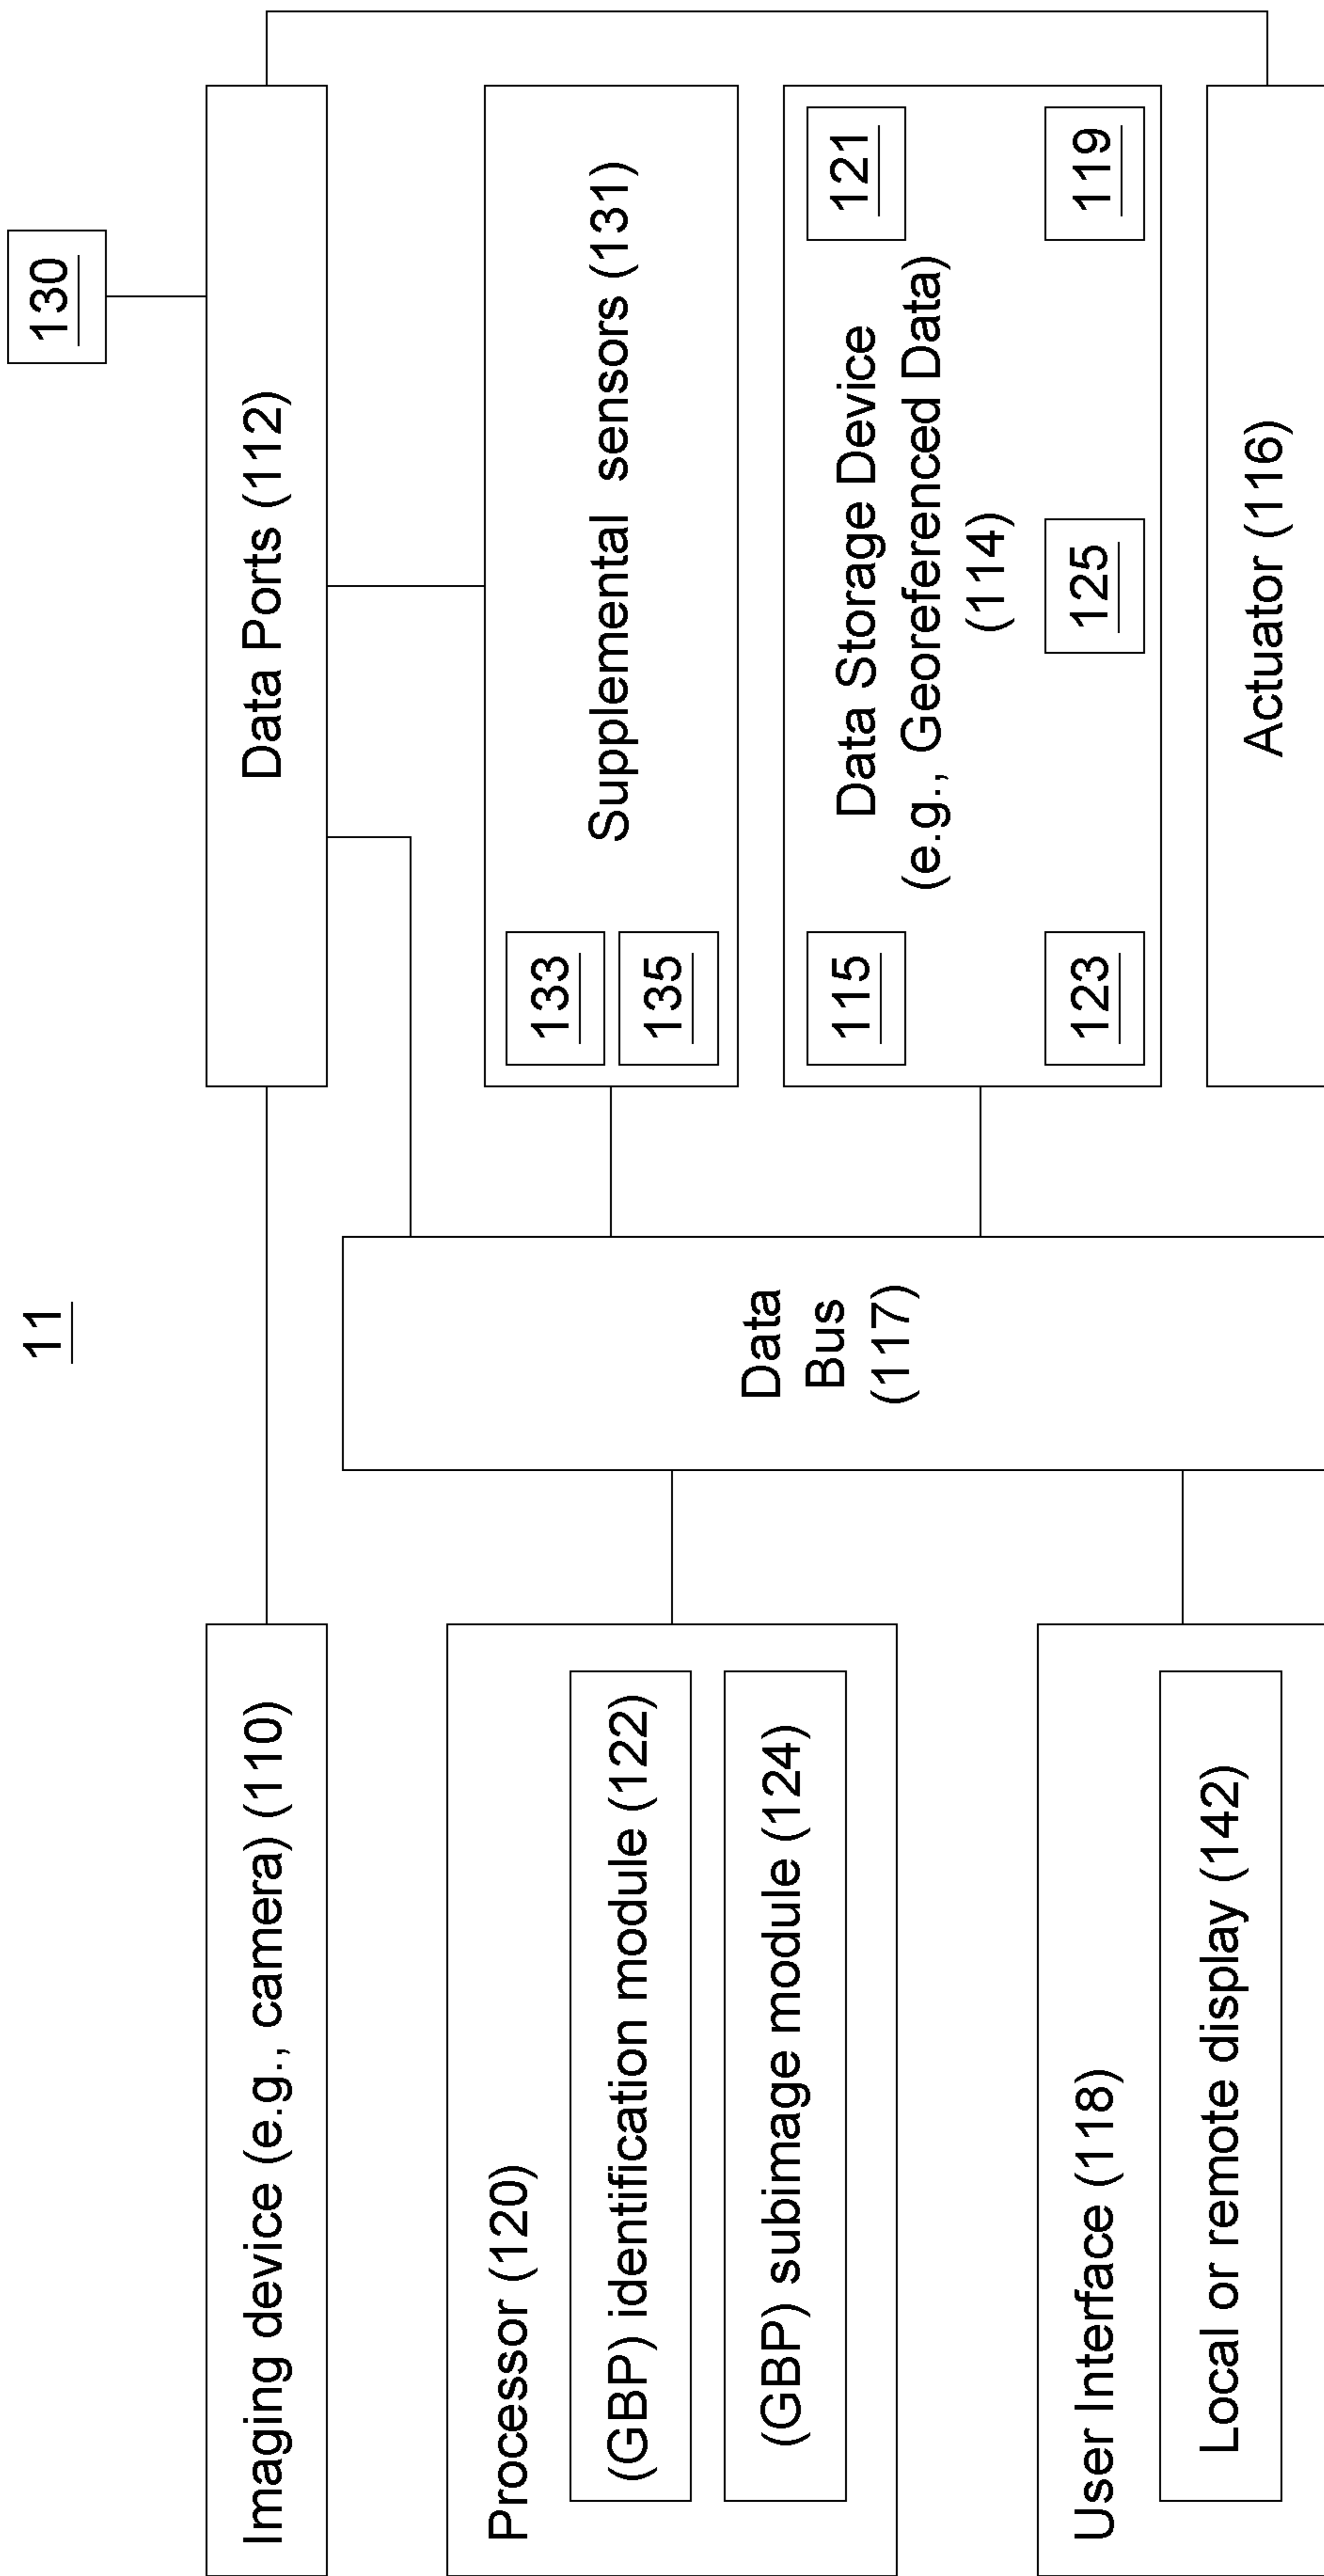 11
130
Imaging device (e.g., camera) (110)
Data Ports (112)
Processor (120)
(GBP) identification module (122)
(GBP) subimage module (124)
User Interface (118)
Local or remote display (142)
Data
Bus
(117)
133
135
Supplemental sensors (131)
115
121
Data Storage Device
(e.g., Georeferenced Data)
(114)
123
125
119
Actuator (116)